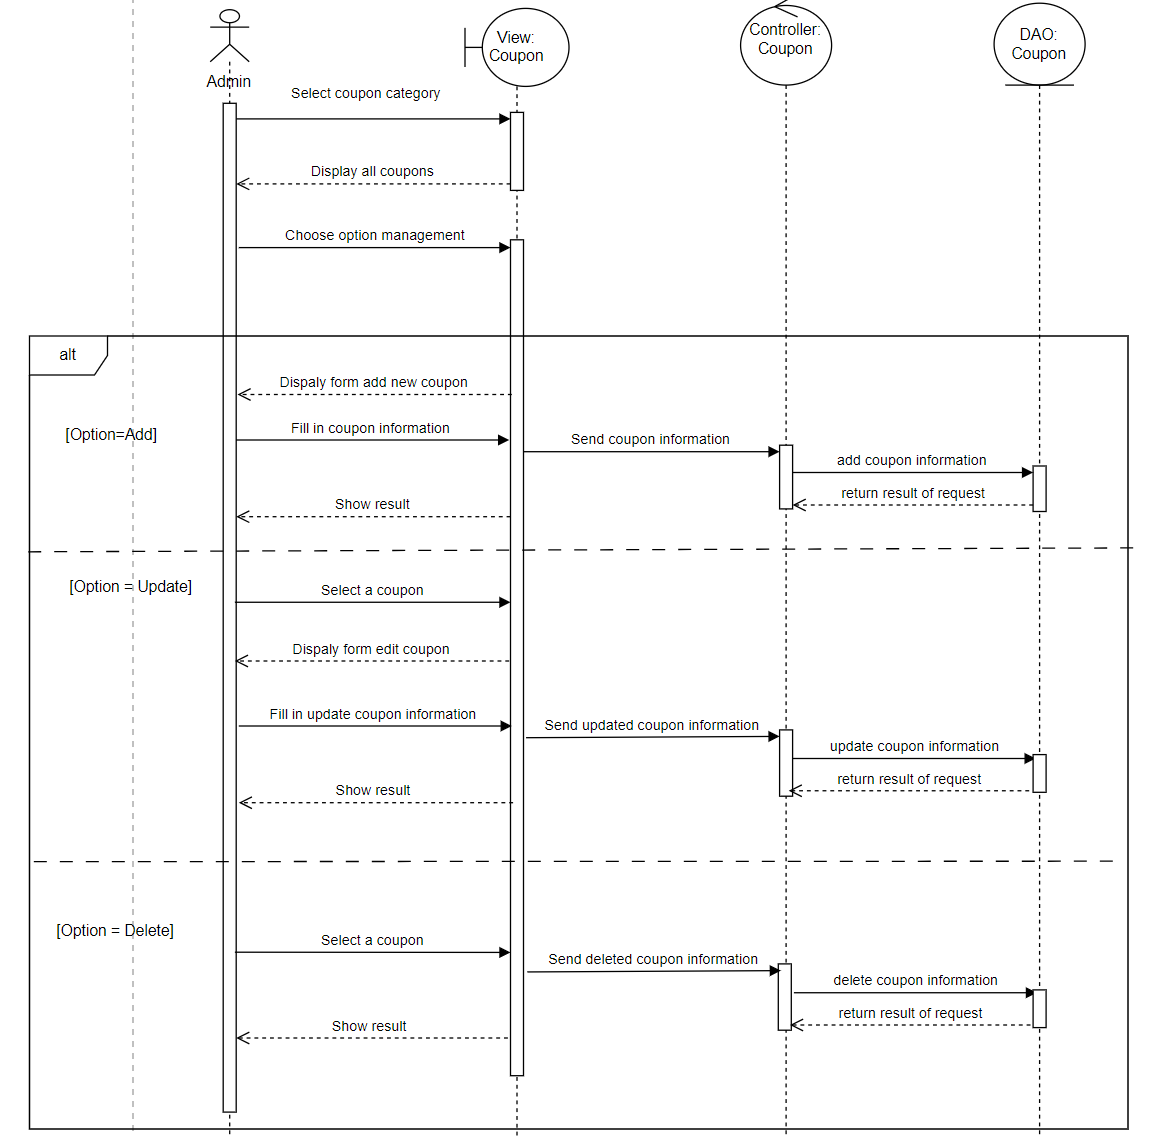 View:
Coupon
Controller:
Coupon
DAO:
Coupon
Admin
Select coupon category
Display all coupons
Choose option management
alt
Dispaly form add new coupon
[Option=Add]
Fill in coupon information
Send coupon information
add coupon information
return result of request
Show result
[Option = Update]
Select a coupon
Dispaly form edit coupon
Fill in update coupon information
Send updated coupon information
update coupon information
return result of request
Show result
[Option = Delete]
Select a coupon
Send deleted coupon information
delete coupon information
return result of request
Show result